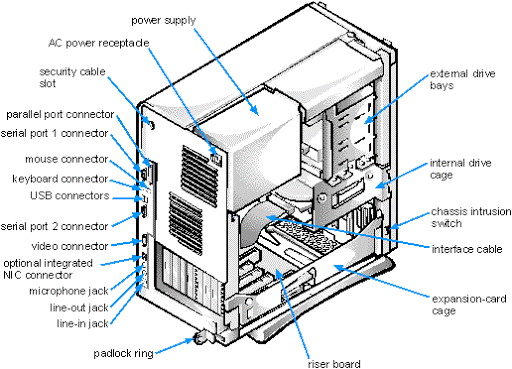 power supply
AC power receptacle
security cable
slot
parallel port connector
serial port 1 connector
mouse connector
keyboard connector
USB connectors
serial port 2 connector
video connector
optional integrated
NIC connector
microphone jack
line-out jack
line-in jack
padlock ring
external drive
bays
internal drive
cage
chassis intrusion
switch
interface cable
expansion-card
cage
riser board